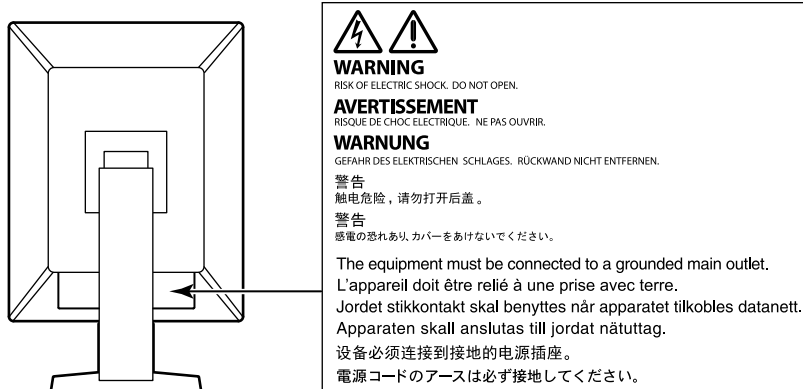 WARNING
RISK OF ELECTRIC SHOCK. DO NOT OPEN.
AVERTISSEMENT
RISQUE DE CHOC ELECTRIQUE. NE PAS OUVRIR.
WARNUNG
GEFAHR DES ELEKTRISCHEN SCHLAGES. RÜCKWAND NICHT ENTFERNEN.
警告
触电危险，请勿打开后盖。
警告
感電の恐れあり、カバーをあけないでください。
The equipment must be connected to a grounded main outlet.
L'appareil doit être relié à une prise avec terre.
Jordet stikkontakt skal benyttes når apparatet tilkobles datanett.
Apparaten skall anslutas till jordat nätuttag.
设备必须连接到接地的电源插座。
電源コードのアースは必ず接地してください。